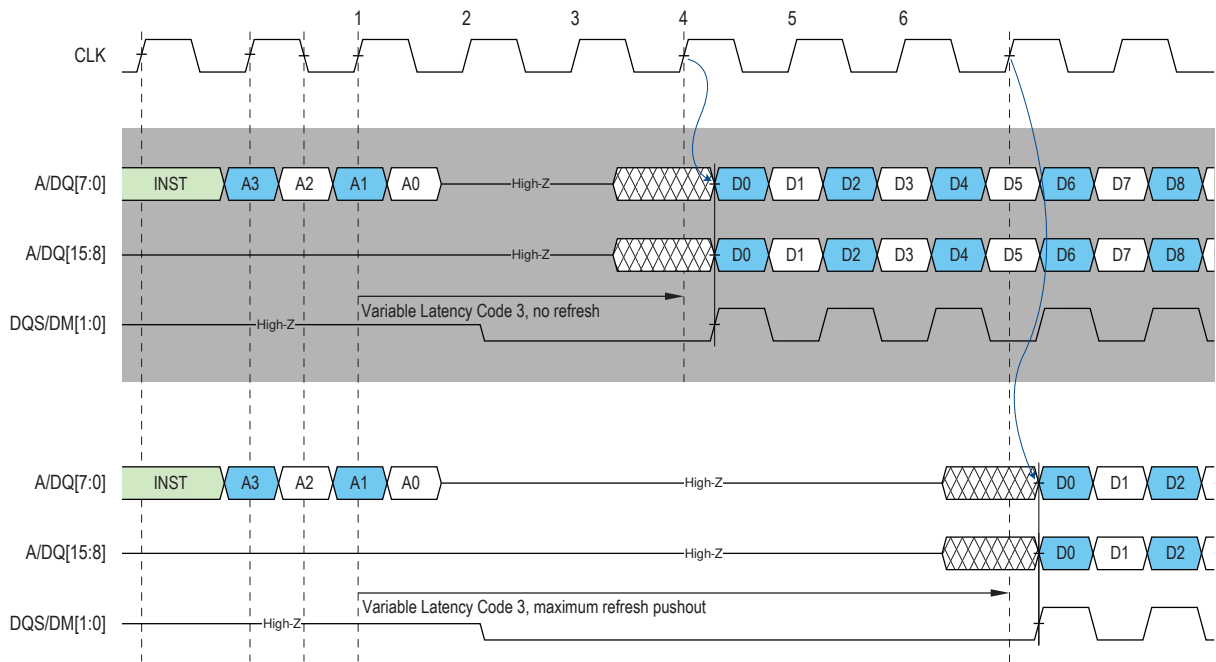 1 2 3 4 5 6
CLK
A/DQ[7:0] INST A3 A2 A1 A0 High-Z D0 D1 D2 D3 D4 D5 D6 D7 D8
A/DQ[15:8] High-Z D0 D1 D2 D3 D4 D5 D6 D7 D8
Variable Latency Code 3, no refresh
DQS/DM[1:0] High-Z
A/DQ[7:0] INST A3 A2 A1 A0 High-Z D0 D1 D2
A/DQ[15:8] High-Z D0 D1 D2
Variable Latency Code 3, maximum refresh pushout
DQS/DM[1:0] High-Z